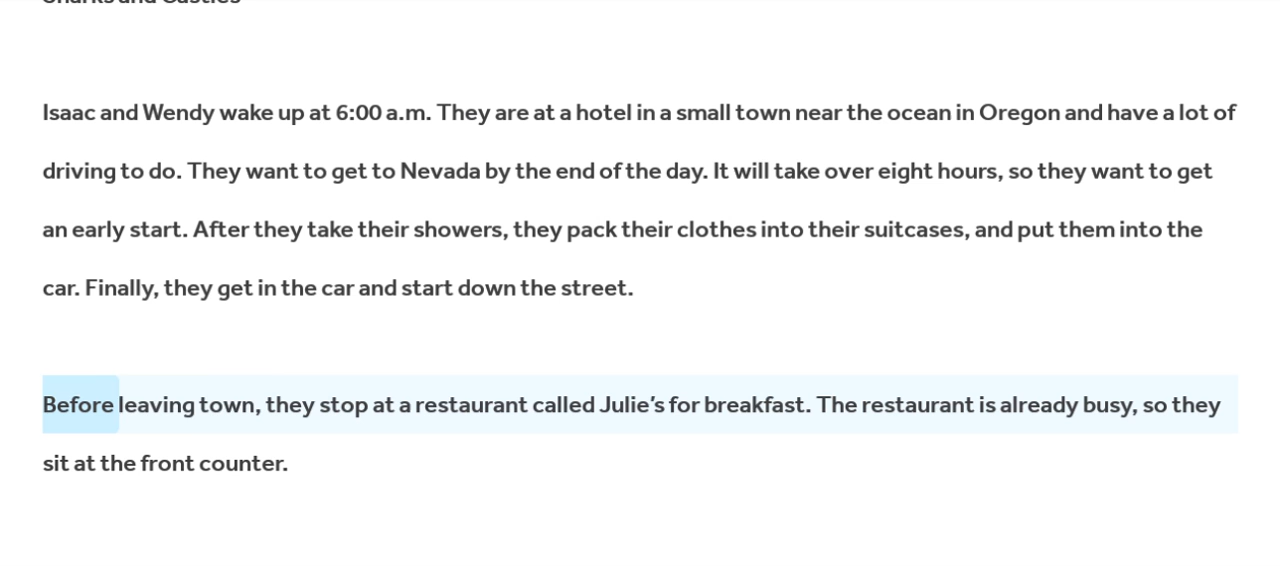 Sharks and Castles
Isaac and Wendy wake up at 6:00 a.m. They are at a hotel in a small town near the ocean in Oregon and have a lot of
driving to do. They want to get to Nevada by the end of the day. It will take over eight hours, so they want to get
an early start. After they take their showers, they pack their clothes into their suitcases, and put them into the
car. Finally, they get in the car and start down the street.
Before leaving town, they stop at a restaurant called Julie’s for breakfast. The restaurant is already busy, so they
sit at the front counter.